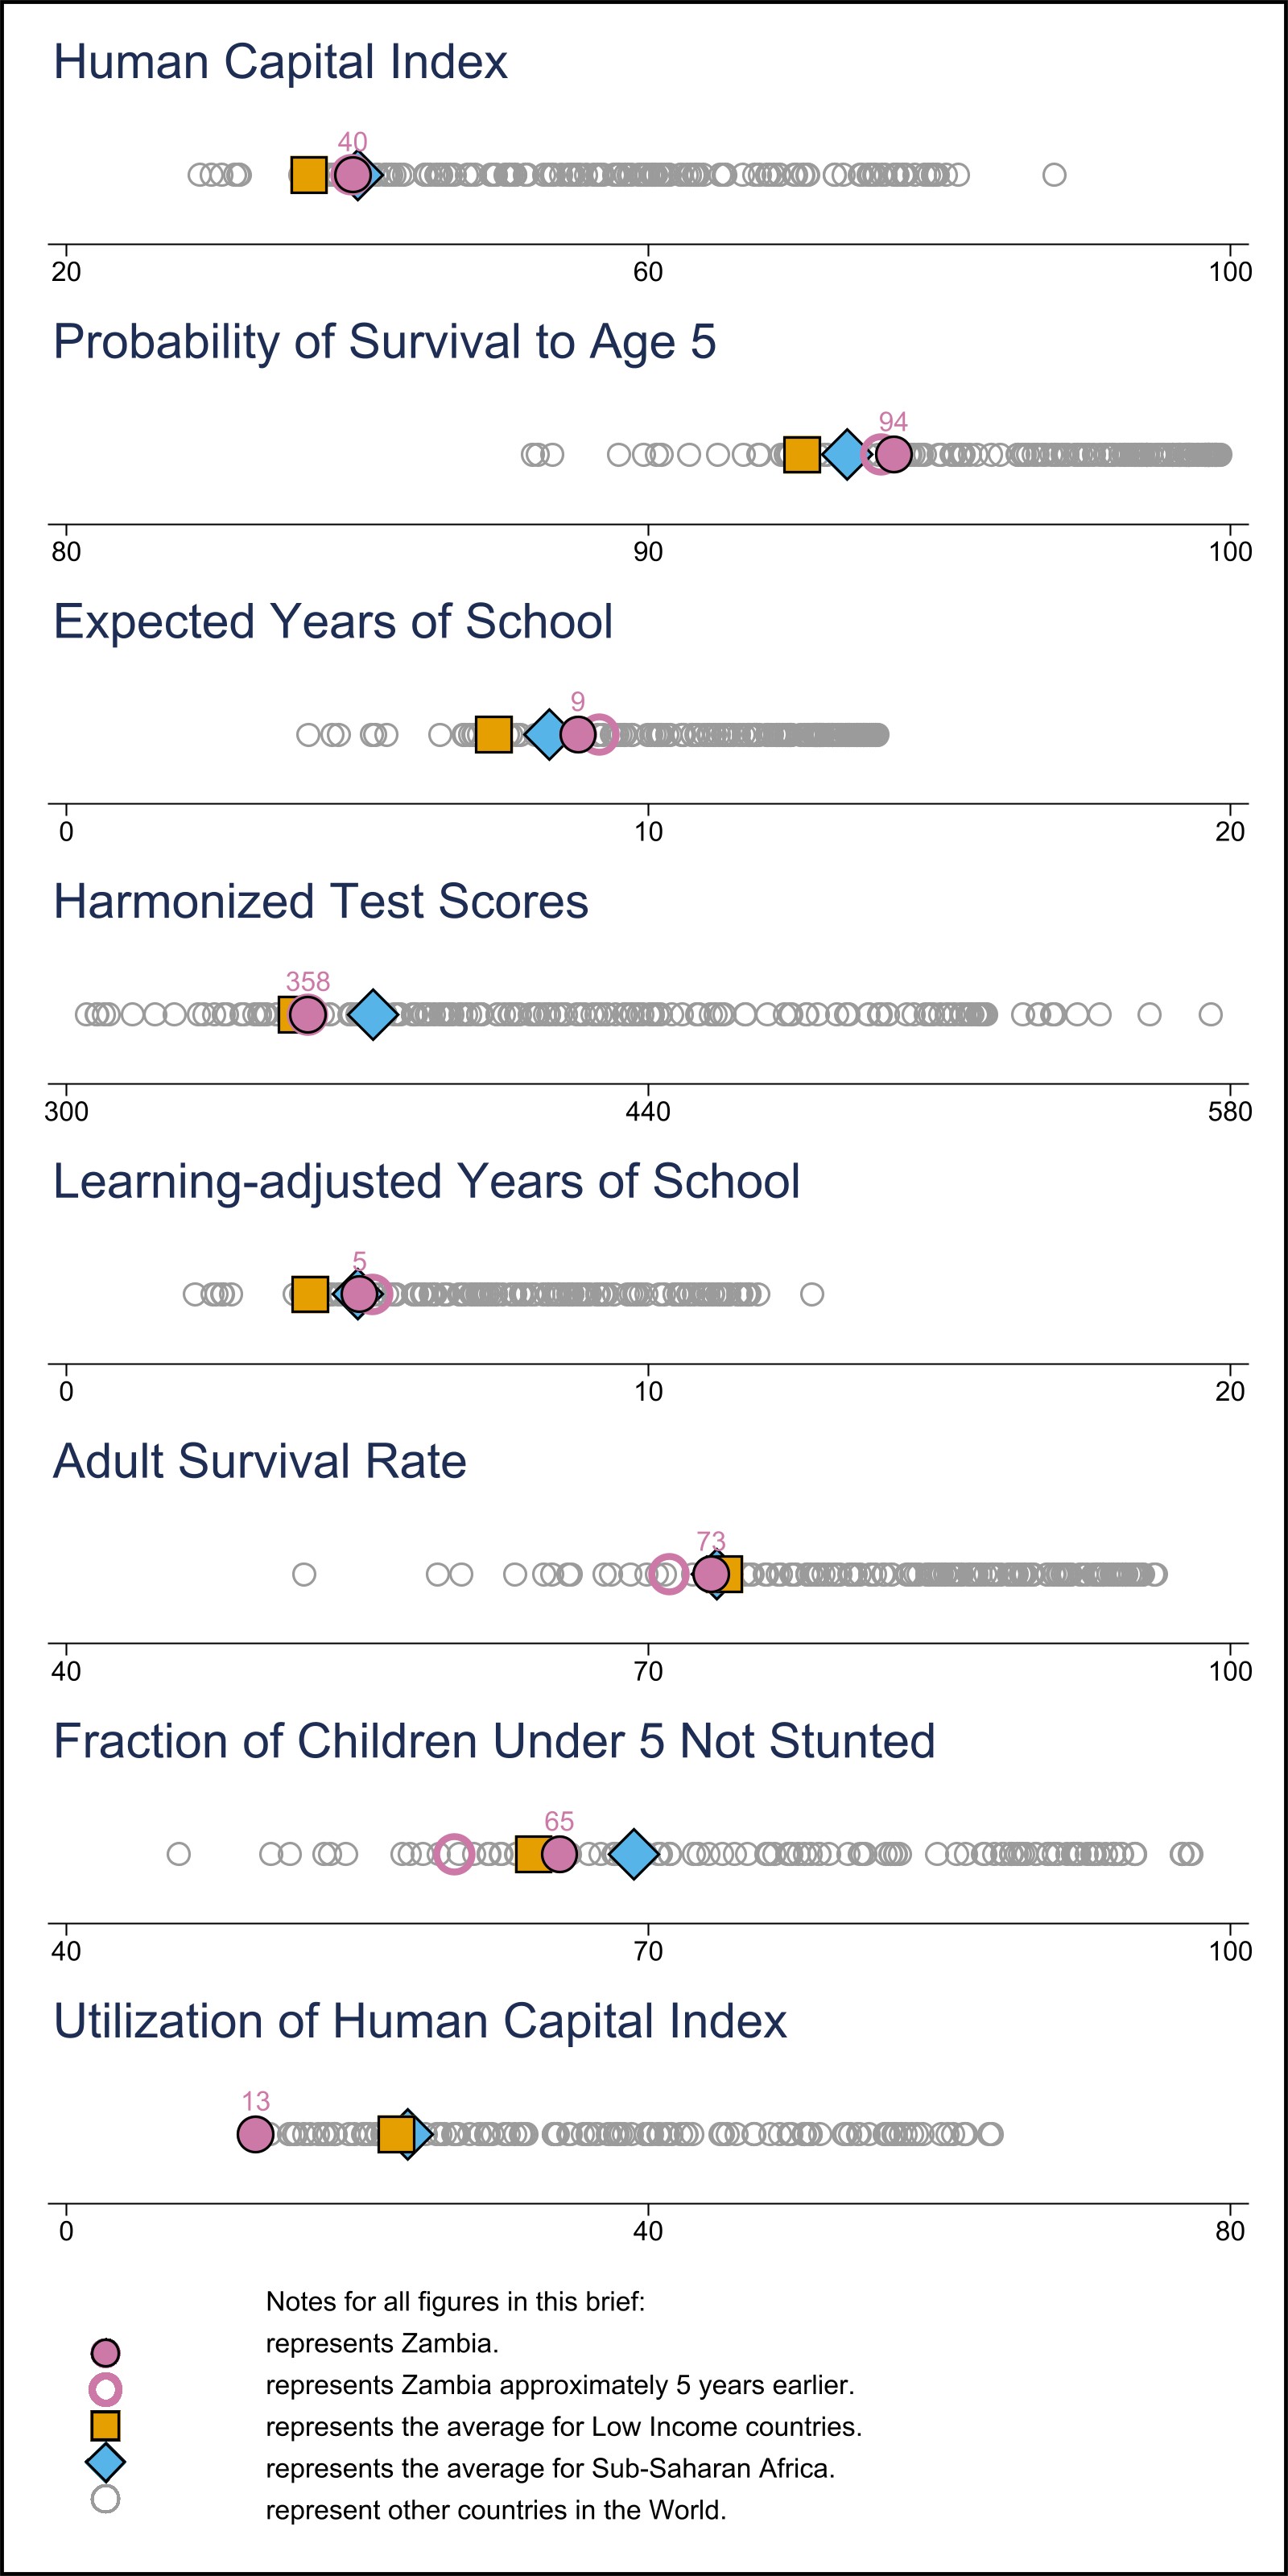 Human Capital Index
40
20 60 100
Probability of Survival to Age 5
94
80 90 100
Expected Years of School
9
0 10 20
Harmonized Test Scores
358
300 440 580
Learning-adjusted Years of School
5
0 10 20
Adult Survival Rate
73
40 70 100
Fraction of Children Under 5 Not Stunted
65
40 70 100
Utilization of Human Capital Index
13
0 40 80
Notes for all figures in this brief:
represents Zambia.
represents Zambia approximately 5 years earlier.
represents the average for Low Income countries.
represents the average for Sub-Saharan Africa.
represent other countries in the World.